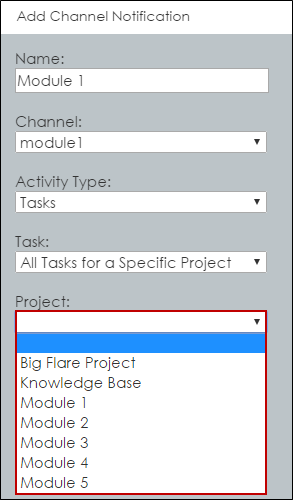 Add Channel Notification
Name:
Module 1
Channel:
module1
Activity Type:
Tasks
Task:
All Tasks for a Specific Project
Project:
Big Flare Project
Knowledge Base
Module 1
Module 2
Module 3
Module 4
Module 5